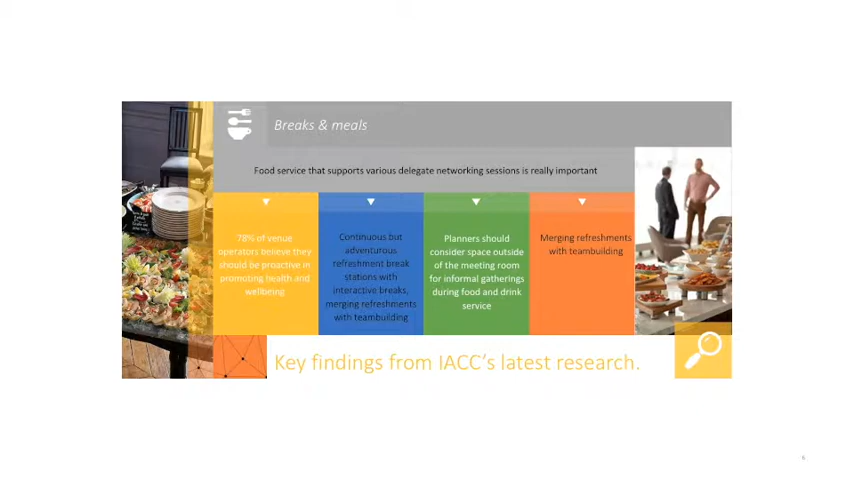 Breaks & meals
Food service that supports various delegate networking sessions is really important
78% of venue
operators believe they
should be proactive in
promoting health and
wellbeing
Continuous but
adventurous
refreshment break
stations with
interactive breaks,
merging refreshments
with teambuilding
Planners should
consider space outside
of the meeting room
for informal gatherings
during food and drink
service
Merging refreshments
with teambuilding
Key findings from IACC's latest research.